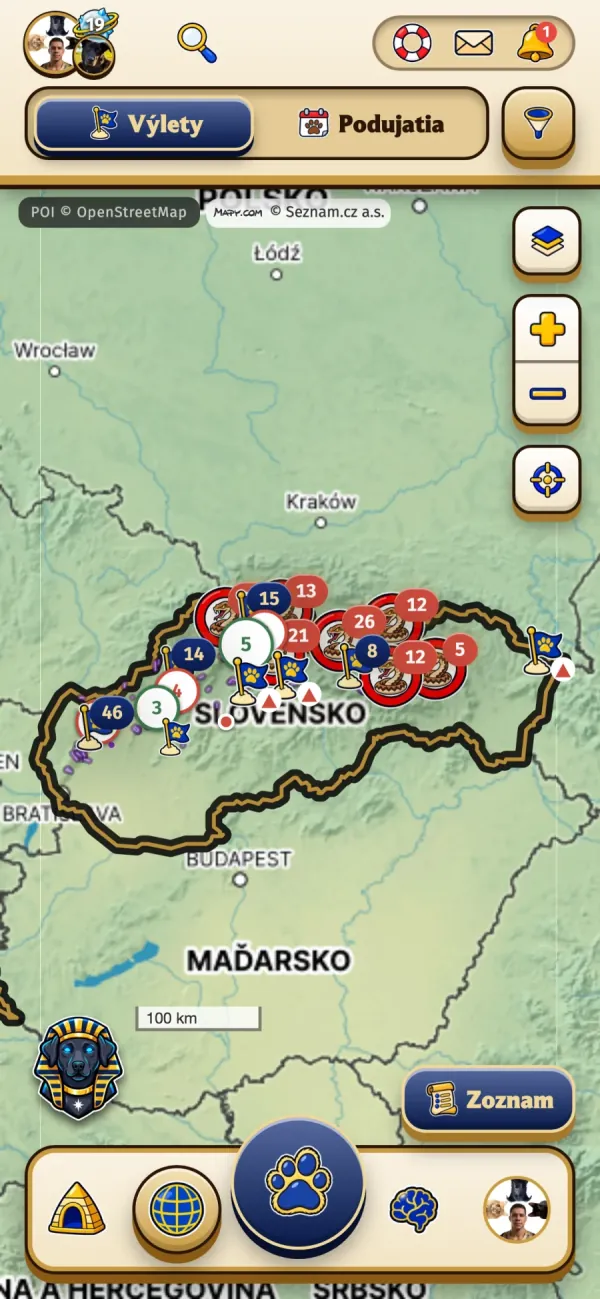 19
1
Výlety
Podujatia
POLSKO
POI © OpenStreetMap
Mapy.com © Seznam.cz a.s.
Łódź
Wrocław
Kraków
15
13
12
26
21
5
14
8
12
5
4
3
46
SLOVENSKO
BRATISLAVA
BUDAPEST
MAĎARSKO
100 km
Zoznam
NA A HERCEGOVINA
SRBSKO